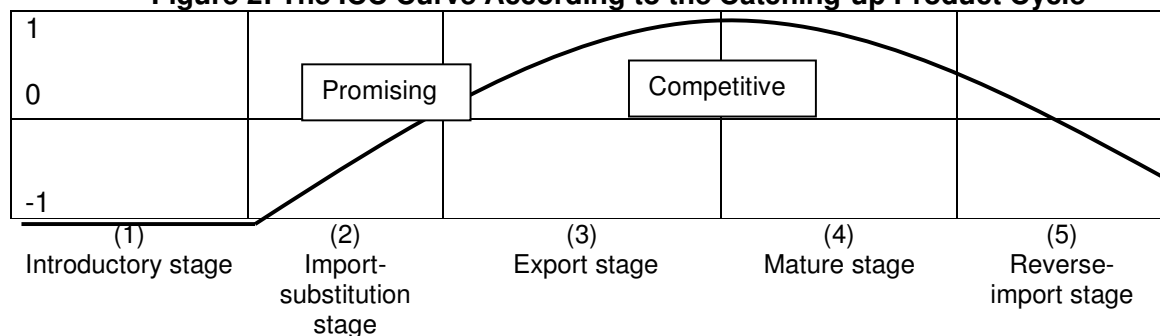 Figure 2. The ISC Curve According to the Catching-up Product Cycle
1
Promising
Competitive
0
-1
(1) (2) (3) (4) (5)
Introductory stage Import- Export stage Mature stage Reverse-
substitution import stage
stage